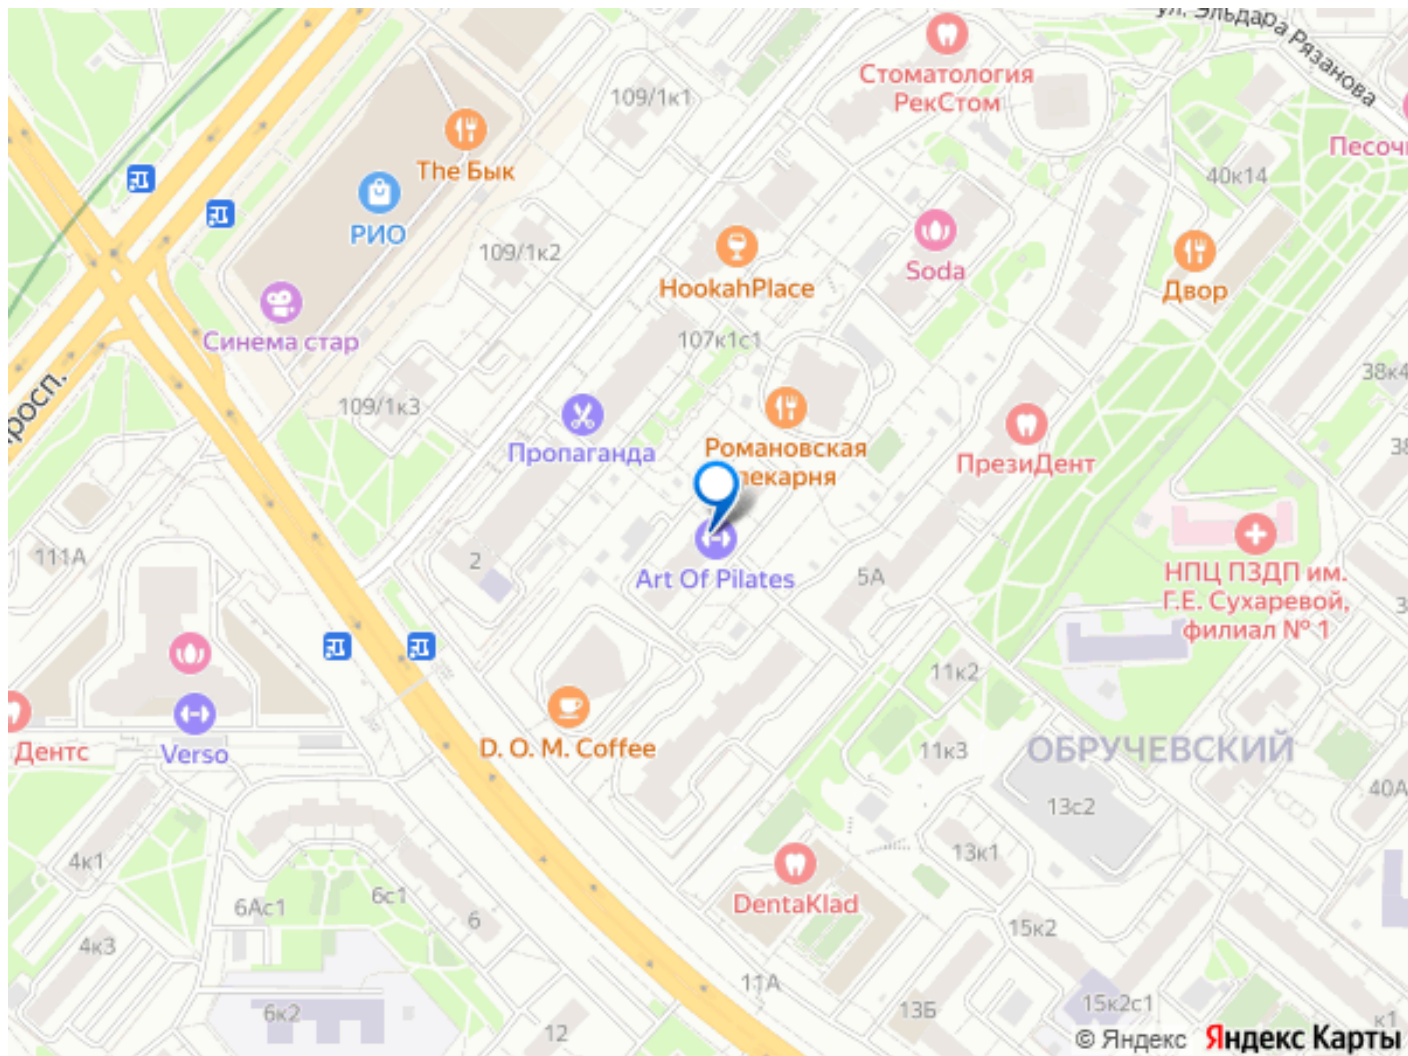 ул. Эльдара Рязанова
Стоматология
РекСтом
109/1к1
The Бык
Песочн
40к14
РИО
109/1к2
Soda
HookahPlace
Двор
Синема стар
107к1с1
38к4
просп.
109/1к3
Пропаганда
Романовская
пекарня
ПрезиДент
38
111А
2
Art Of Pilates
5А
НПЦ ПЗДП им.
Г.Е. Сухаревой,
филиал № 1
3
11к2
Дентс
Verso
D. O. M. Coffee
11к3
ОБРУЧЕВСКИЙ
40А
13с2
4к1
13к1
6с1
6Ас1
6
DentaKlad
4к3
15к2
11А
6к2
12
13Б
15к2с1
к1
© Яндекс Яндекс Карты